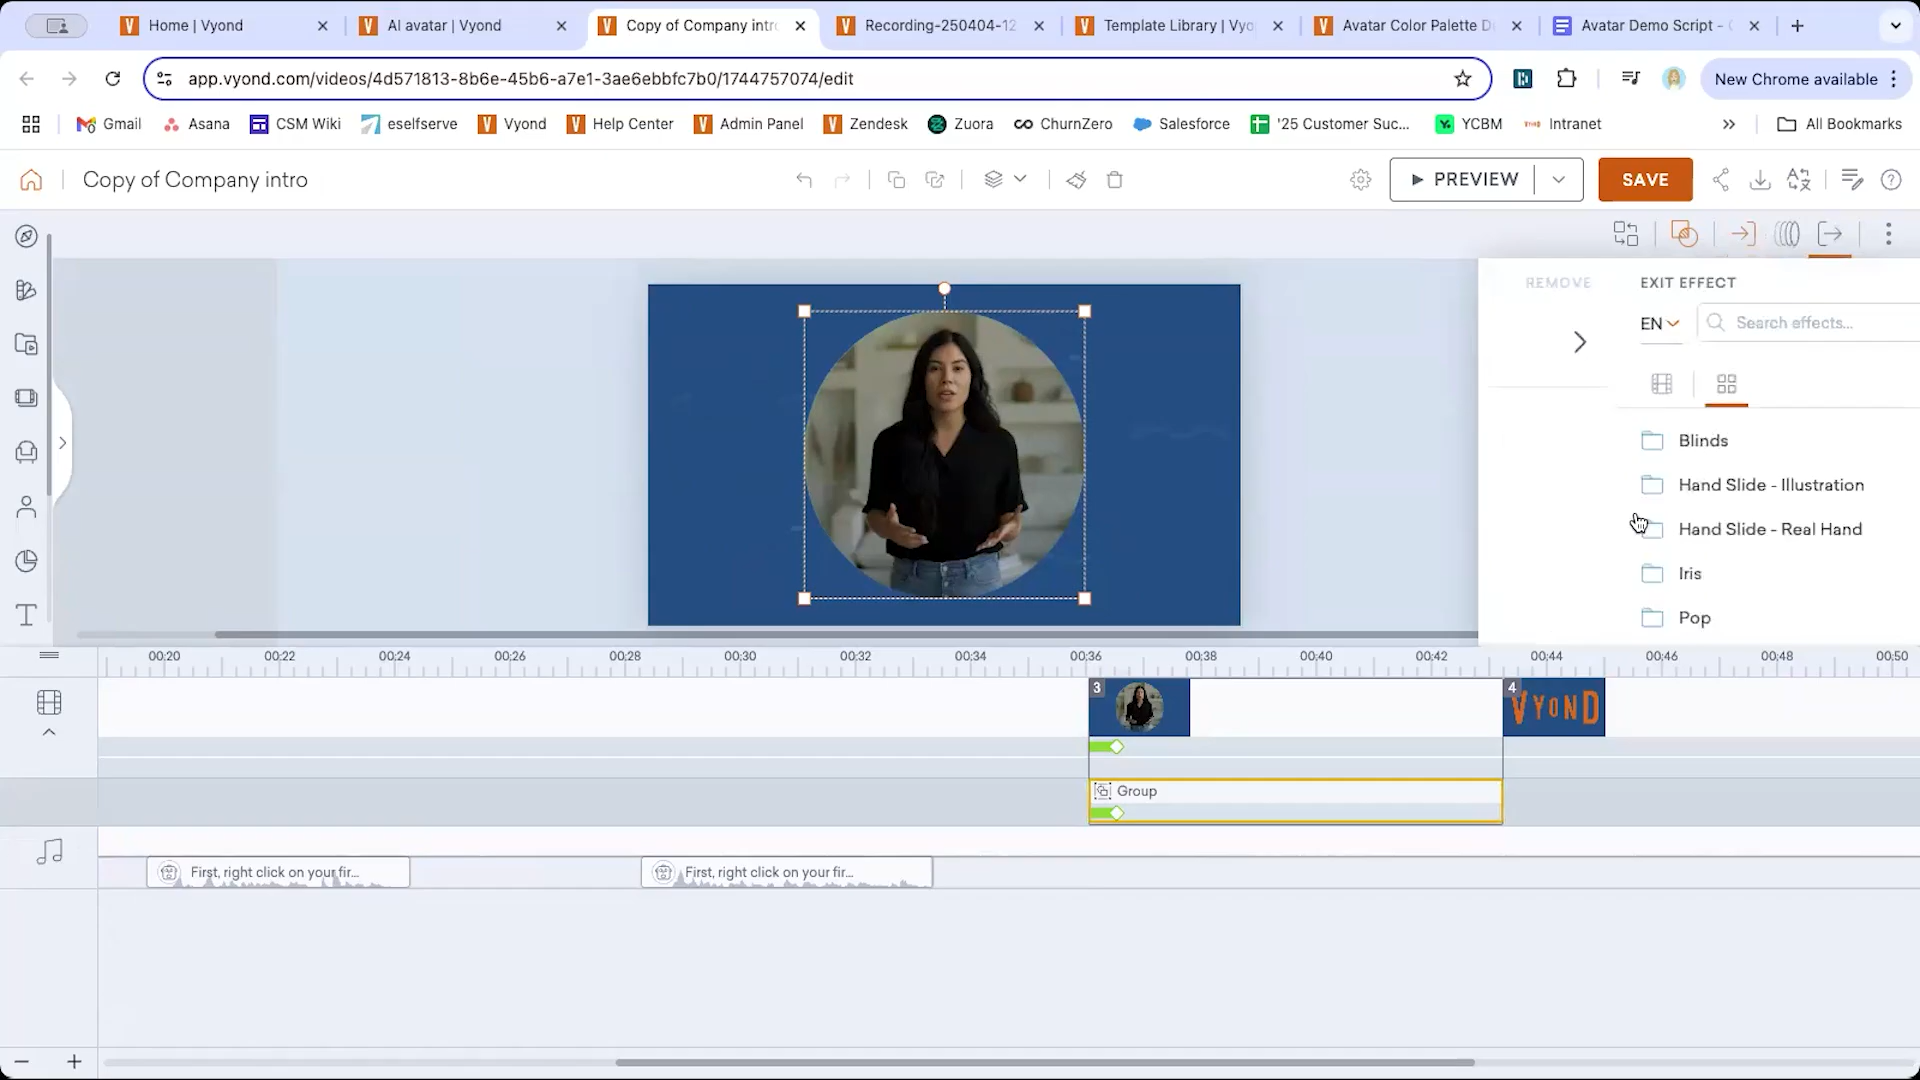 Home | Vyond
AI avatar | Vyond
Copy of Company intro
Recording-250404-12
Template Library | Vyo
Avatar Color Palette D
Avatar Demo Script -
app.vyond.com/videos/4d571813-8b6e-45b6-a7e1-3ae6ebbfc7b0/1744757074/edit
New Chrome available
Gmail
Asana
CSM Wiki
eselfserve
Vyond
Help Center
Admin Panel
Zendesk
Zuora
ChurnZero
Salesforce
'25 Customer Suc...
YCBM
Intranet
All Bookmarks
Copy of Company intro
PREVIEW
SAVE
REMOVE
EXIT EFFECT
EN
Search effects...
Blinds
Hand Slide - Illustration
Hand Slide - Real Hand
Iris
Pop
00:20 00:22 00:24 00:26 00:28 00:30 00:32 00:34 00:36 00:38 00:40 00:42 00:44 00:46 00:48 00:50
3
4
VYOND
Group
First, right click on your fir...
First, right click on your fir...